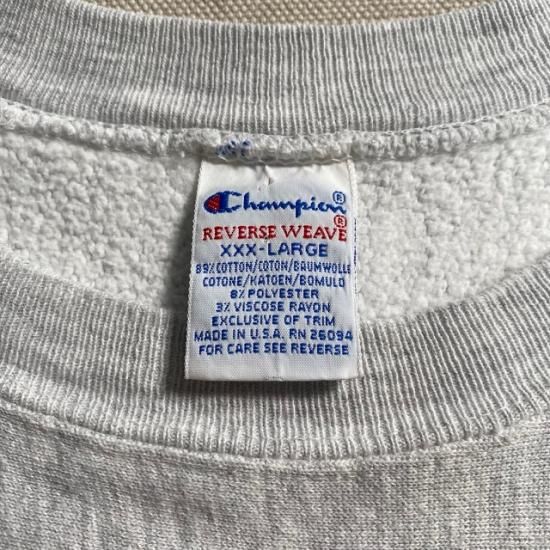 Champion®
REVERSE WEAVE®
XXX-LARGE
89% COTTON/COTON/BAUMWOLLE
COTONE/KATOEN/BOMULD
8% POLYESTER
3% VISCOSE RAYON
EXCLUSIVE OF TRIM
MADE IN U.S.A. RN 26094
FOR CARE SEE REVERSE